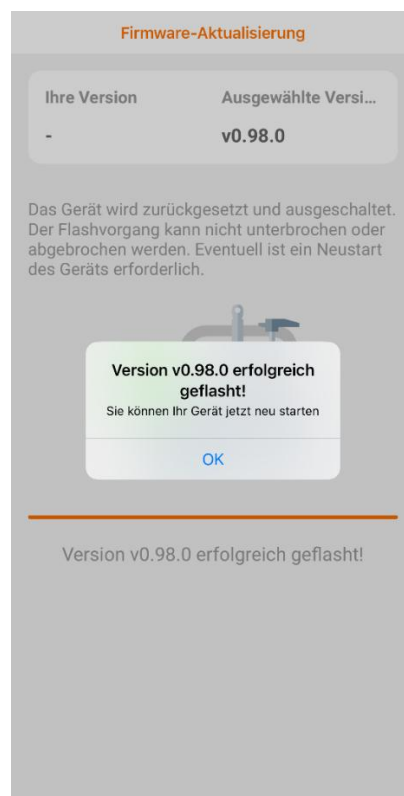 Firmware-Aktualisierung
Ihre Version
Ausgewählte Versi...
-
v0.98.0
Das Gerät wird zurückgesetzt und ausgeschaltet.
Der Flashvorgang kann nicht unterbrochen oder
abgebrochen werden. Eventuell ist ein Neustart
des Geräts erforderlich.
Version v0.98.0 erfolgreich
geflasht!
Sie können Ihr Gerät jetzt neu starten
OK
Version v0.98.0 erfolgreich geflasht!